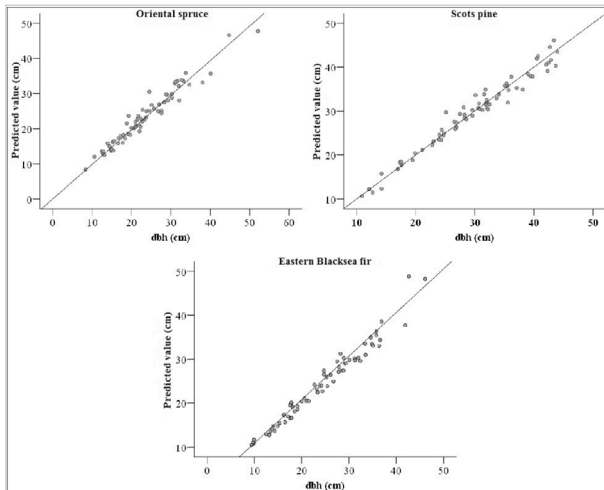 Oriental spruce
Predicted value (cm)
50
40
30
20
10
0
0 10 20 30 40 50 60
dbh (cm)
Scots pine
Predicted value (cm)
50
40
30
20
10
10 20 30 40 50
dbh (cm)
Eastern Blacksea fir
Predicted value (cm)
50
40
30
20
10
0 10 20 30 40 50
dbh (cm)